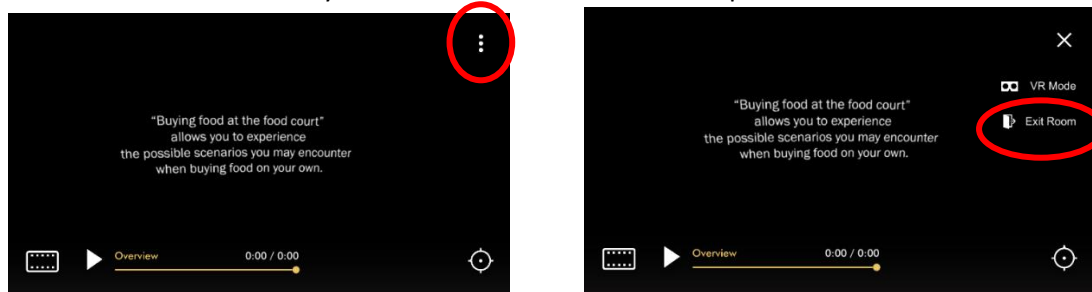 “Buying food at the food court”
allows you to experience
the possible scenarios you may encounter
when buying food on your own.
Overview 0:00 / 0:00
VR Mode
Exit Room
“Buying food at the food court”
allows you to experience
the possible scenarios you may encounter
when buying food on your own.
Overview 0:00 / 0:00